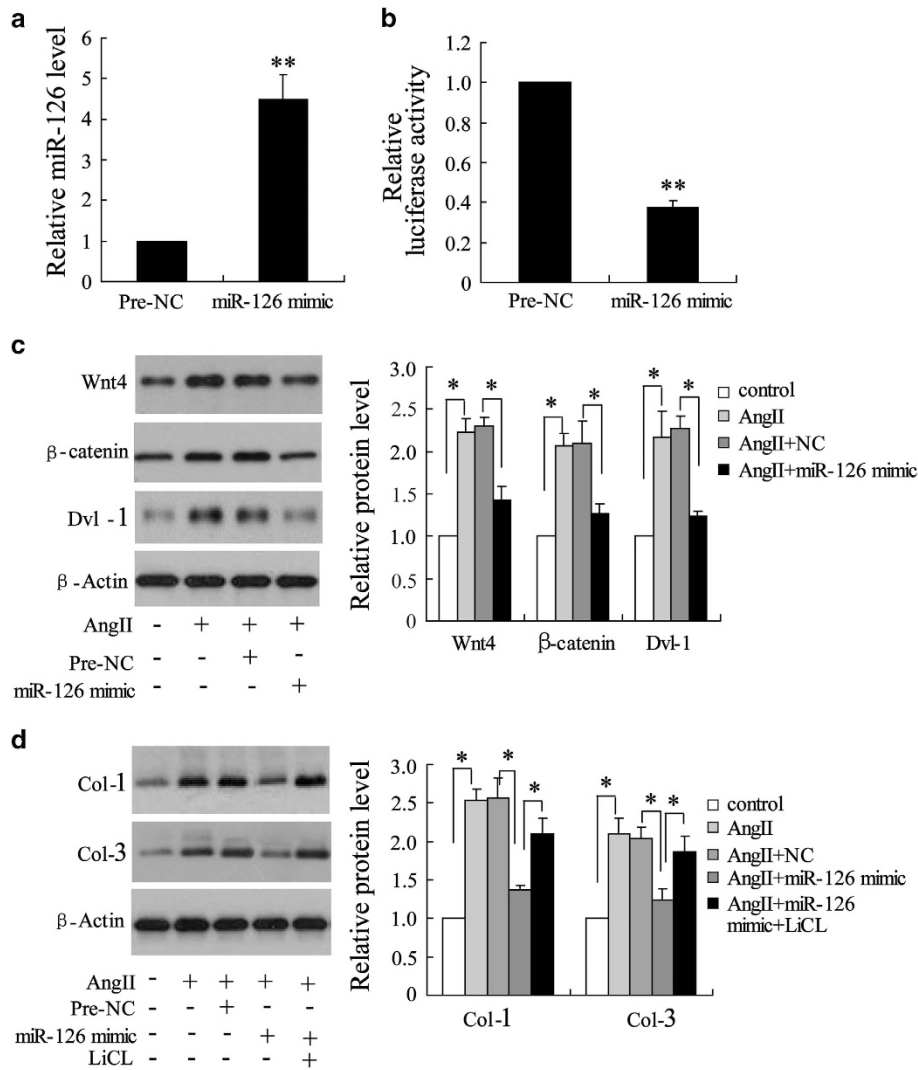 a
Relative miR-126 level
6
5
4
3
2
1
0
**
Pre-NC
miR-126 mimic
b
Relative
luciferase activity
1.2
1.0
0.8
0.6
0.4
0.2
0
**
Pre-NC
miR-126 mimic
c
Wnt4
β-catenin
Dvl -1
β-Actin
AngII - + + +
Pre-NC - - + -
miR-126 mimic - - - +
Relative protein level
3.0
2.5
2.0
1.5
1.0
0.5
0
* * * * * *
Wnt4 β-catenin Dvl-1
control
AngII
AngII+NC
AngII+miR-126 mimic
d
Col-1
Col-3
β-Actin
AngII - + + + +
Pre-NC - - + - -
miR-126 mimic - - - + +
LiCL - - - - +
Relative protein level
3.0
2.5
2.0
1.5
1.0
0.5
0
* * * * * *
Col-1 Col-3
control
AngII
AngII+NC
AngII+miR-126 mimic
AngII+miR-126
mimic+LiCL